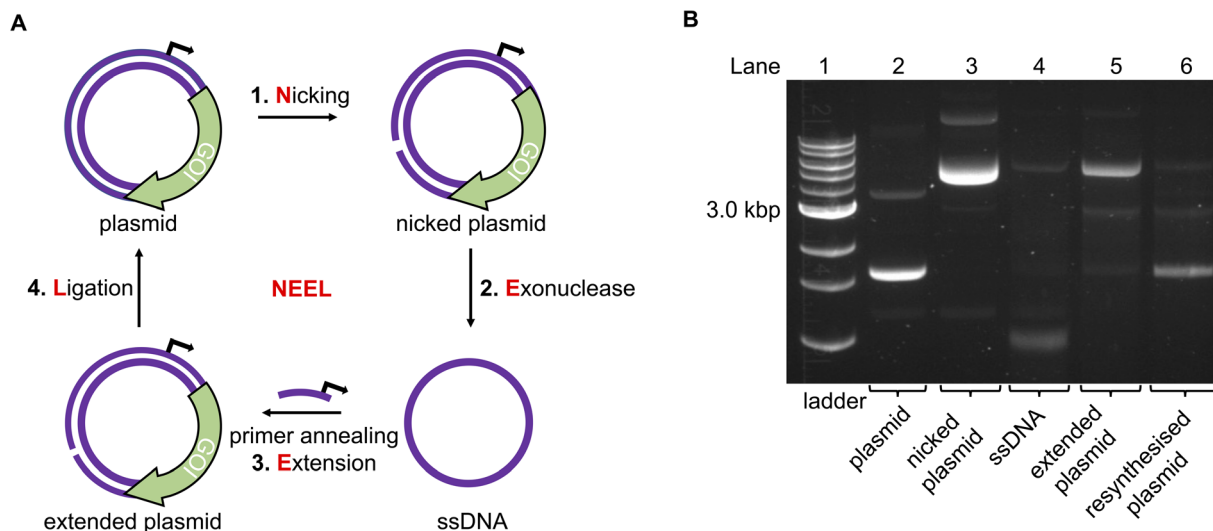 A
plasmid
GOI
1. Nicking
nicked plasmid
GOI
4. Ligation
NEEL
2. Exonuclease
primer annealing
3. Extension
extended plasmid
GOI
ssDNA
B
Lane 1 2 3 4 5 6
3.0 kbp
ladder
plasmid
nicked
plasmid
ssDNA
extended
plasmid
resynthesised
plasmid